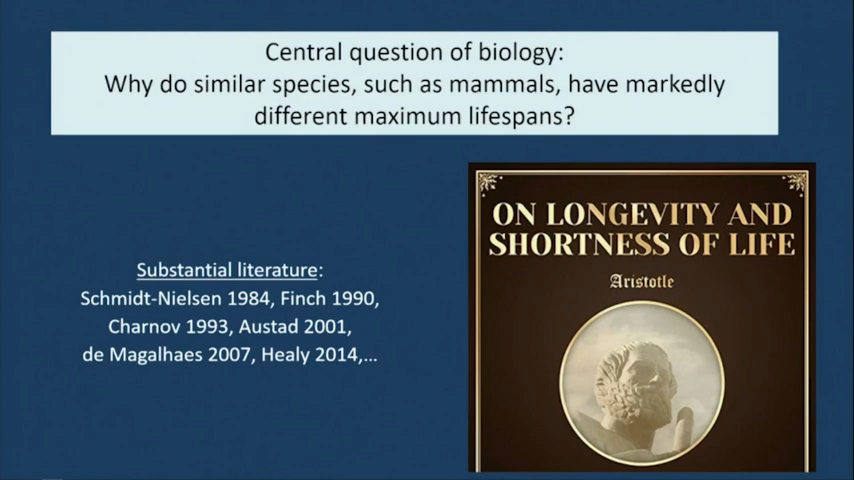 Central question of biology:
Why do similar species, such as mammals, have markedly
different maximum lifespans?
Substantial literature:
Schmidt-Nielsen 1984, Finch 1990,
Charnov 1993, Austad 2001,
de Magalhaes 2007, Healy 2014,...
ON LONGEVITY AND
SHORTNESS OF LIFE
Aristotle